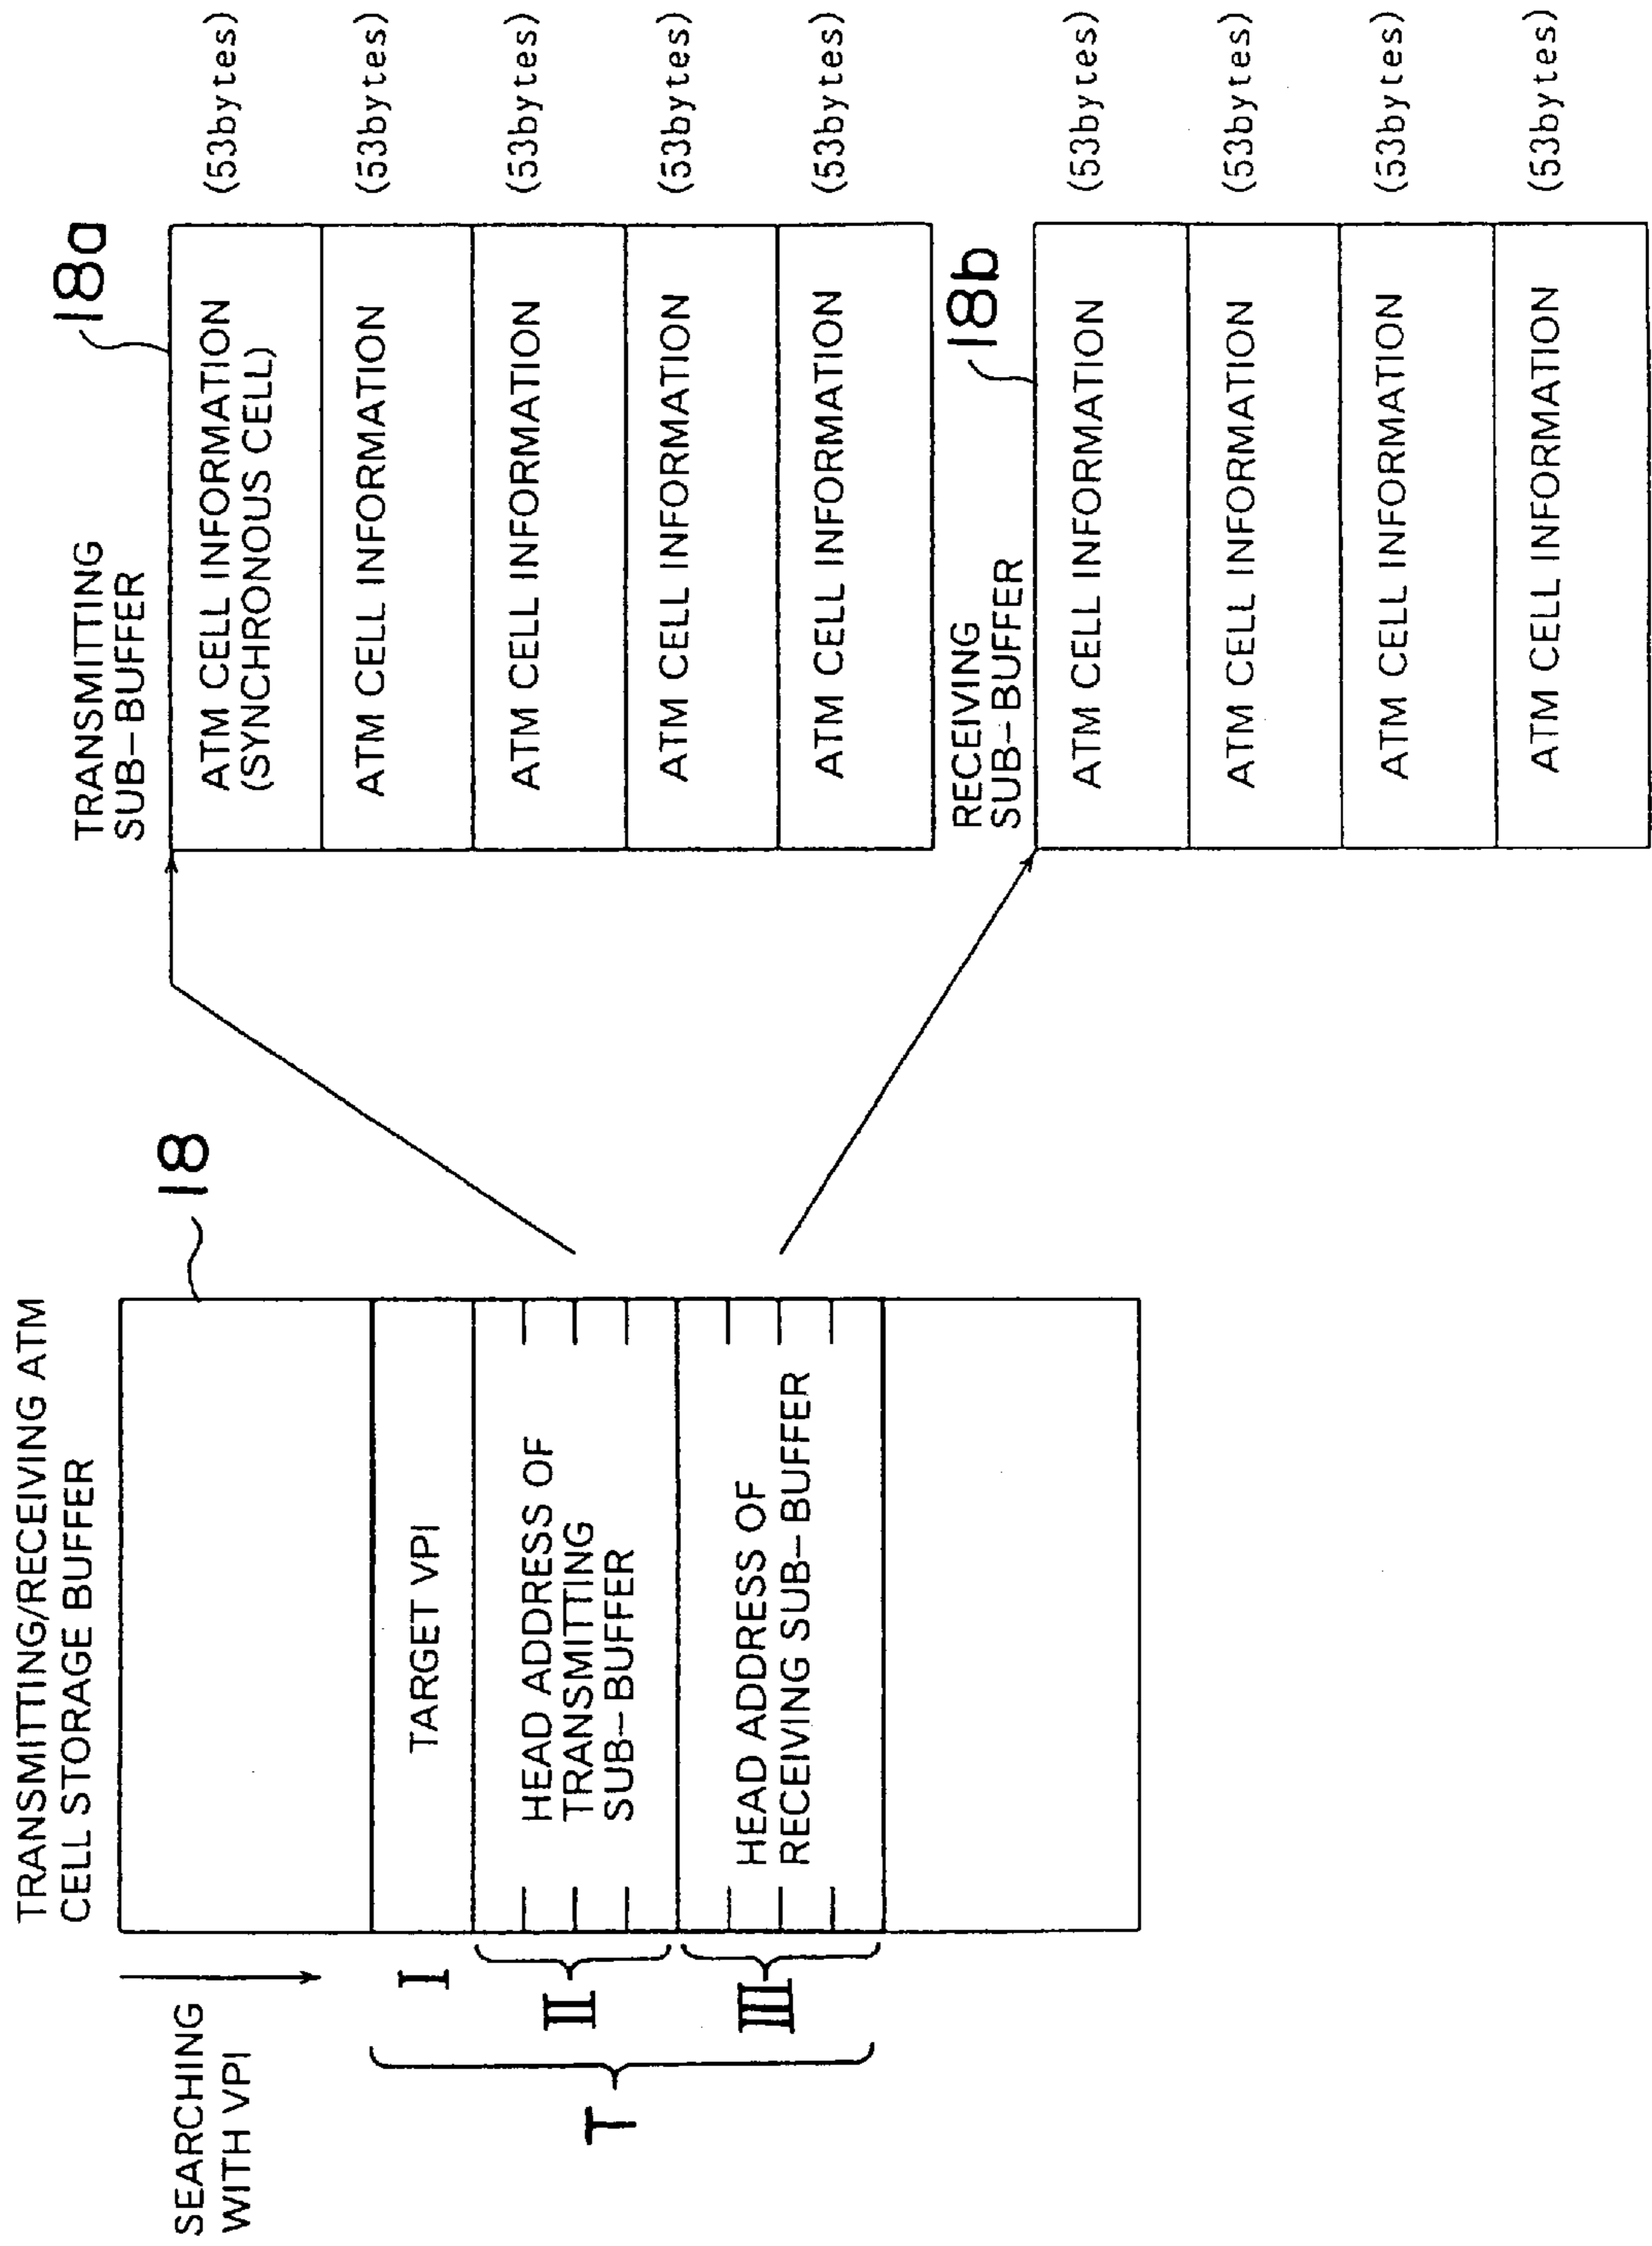 TRANSMITTING/RECEIVING ATM
CELL STORAGE BUFFER
18
SEARCHING
WITH VPI
T
I
II
III
TARGET VPI
HEAD ADDRESS OF
TRANSMITTING
SUB-BUFFER
HEAD ADDRESS OF
RECEIVING SUB-BUFFER
TRANSMITTING
SUB-BUFFER
18a
ATM CELL INFORMATION
(SYNCHRONOUS CELL)
(53bytes)
ATM CELL INFORMATION
(53bytes)
ATM CELL INFORMATION
(53bytes)
ATM CELL INFORMATION
(53bytes)
ATM CELL INFORMATION
(53bytes)
RECEIVING
SUB-BUFFER
18b
ATM CELL INFORMATION
(53bytes)
ATM CELL INFORMATION
(53bytes)
ATM CELL INFORMATION
(53bytes)
ATM CELL INFORMATION
(53bytes)